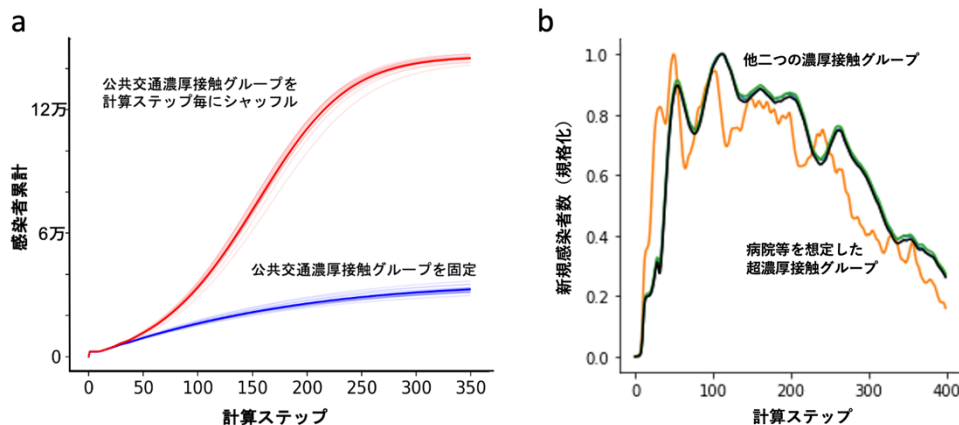 a
公共交通濃厚接触グループを
計算ステップ毎にシャッフル
公共交通濃厚接触グループを固定
感染者累計
12万
6万
0
0 50 100 150 200 250 300 350
計算ステップ
b
他二つの濃厚接触グループ
病院等を想定した
超濃厚接触グループ
新規感染者数（規格化）
1.0
0.8
0.6
0.4
0.2
0.0
0 100 200 300 400
計算ステップ